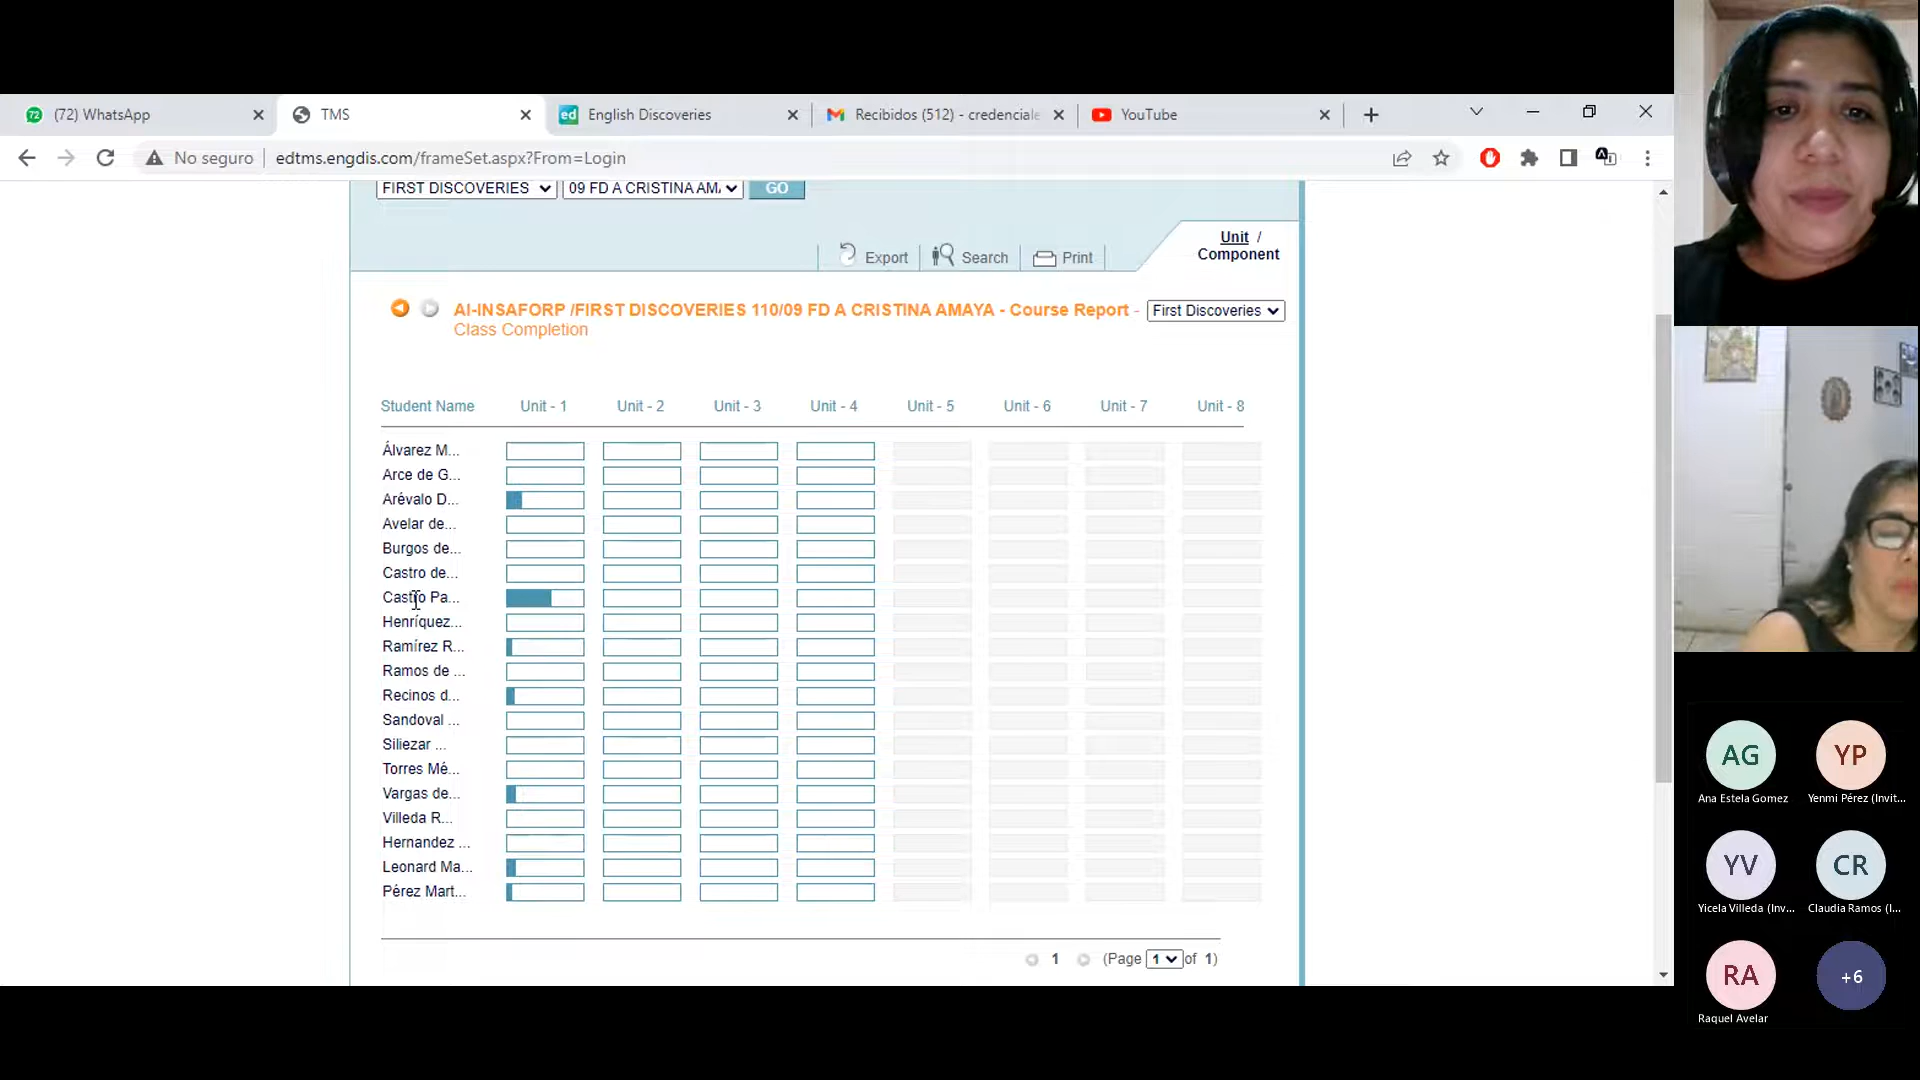 (72) WhatsApp
TMS
ed English Discoveries
Recibidos (512) - credenciale
YouTube
No seguro
edtms.engdis.com/frameSet.aspx?From=Login
FIRST DISCOVERIES
09 FD A CRISTINA AM
GO
Export
Search
Print
Unit /
Component
AI-INSAFORP /FIRST DISCOVERIES 110/09 FD A CRISTINA AMAYA - Course Report -
First Discoveries
Class Completion
Student Name Unit - 1 Unit - 2 Unit - 3 Unit - 4 Unit - 5 Unit - 6 Unit - 7 Unit - 8
Álvarez M...
Arce de G...
Arévalo D...
Avelar de...
Burgos de...
Castro de...
Castro Pa...
Henríquez...
Ramírez R...
Ramos de ...
Recinos d...
Sandoval ...
Siliezar ...
Torres Mé...
Vargas de...
Villeda R...
Hernandez ...
Leonard Ma...
Pérez Mart...
1 (Page 1 of 1)
AG
Ana Estela Gomez
YP
Yenmi Pérez (Invit...
YV
Yicela Villeda (Inv...
CR
Claudia Ramos (I...
RA
Raquel Avelar
+6